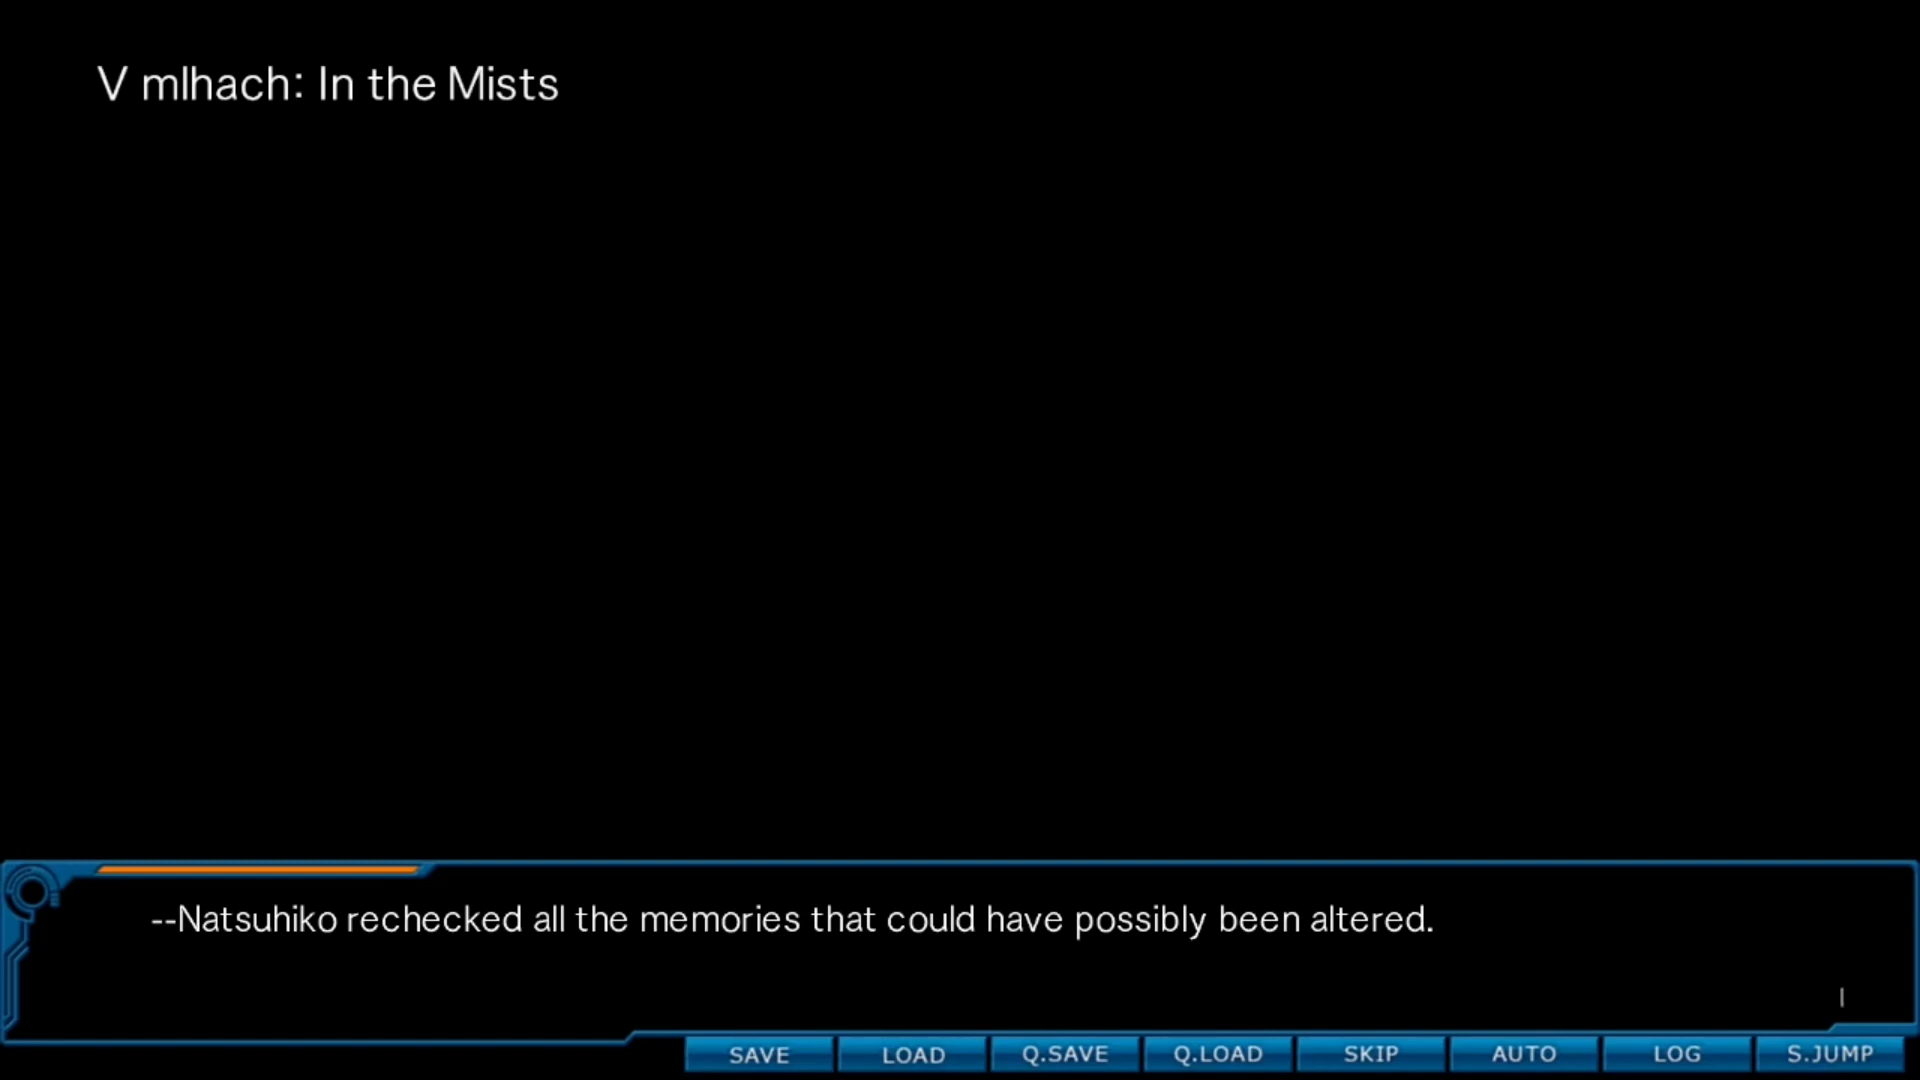 V mlhach: In the Mists
--Natsuhiko rechecked all the memories that could have possibly been altered.
SAVE LOAD Q.SAVE Q.LOAD SKIP AUTO LOG S.JUMP